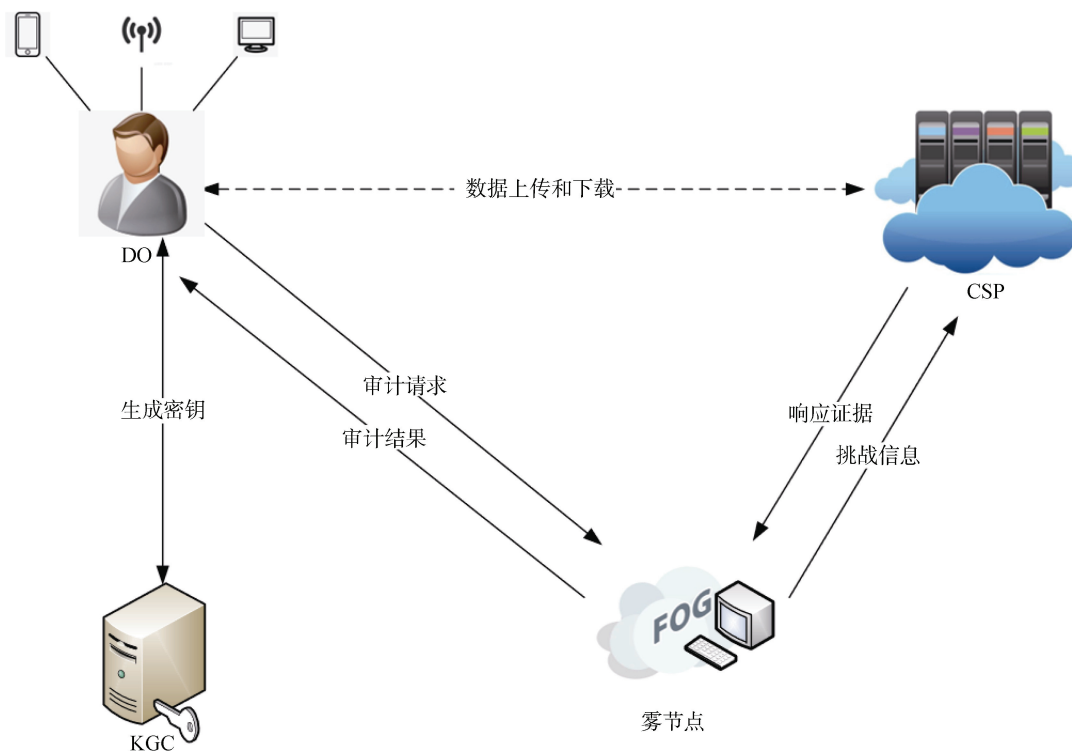 数据上传和下载
DO
CSP
审计请求
生成密钥
响应证据
审计结果
挑战信息
FOG
雾节点
KGC